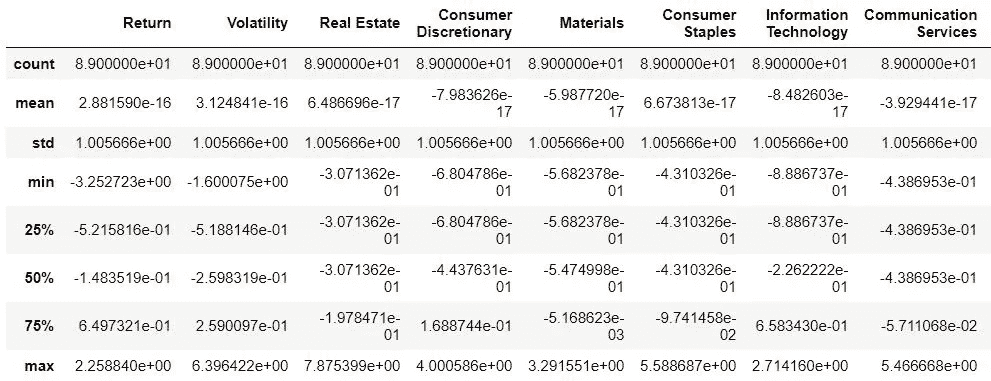 Return Volatility Real Estate Consumer Discretionary Materials Consumer Staples Information Technology Communication Services
count 8.900000e+01 8.900000e+01 8.900000e+01 8.900000e+01 8.900000e+01 8.900000e+01 8.900000e+01 8.900000e+01
mean 2.881590e-16 3.124841e-16 6.486696e-17 -7.983626e-17 -5.987720e-17 6.673813e-17 -8.482603e-17 -3.929441e-17
std 1.005666e+00 1.005666e+00 1.005666e+00 1.005666e+00 1.005666e+00 1.005666e+00 1.005666e+00 1.005666e+00
min -3.252723e+00 -1.600075e+00 -3.071362e-01 -6.804786e-01 -5.682378e-01 -4.310326e-01 -8.886737e-01 -4.386953e-01
25% -5.215816e-01 -5.188146e-01 -3.071362e-01 -6.804786e-01 -5.682378e-01 -4.310326e-01 -8.886737e-01 -4.386953e-01
50% -1.483519e-01 -2.598319e-01 -3.071362e-01 -4.437631e-01 -5.474998e-01 -4.310326e-01 -2.262222e-01 -4.386953e-01
75% 6.497321e-01 2.590097e-01 -1.978471e-01 1.688744e-01 -5.168623e-03 -9.741458e-02 6.583430e-01 -5.711068e-02
max 2.258840e+00 6.396422e+00 7.875399e+00 4.000586e+00 3.291551e+00 5.588687e+00 2.714160e+00 5.466668e+00